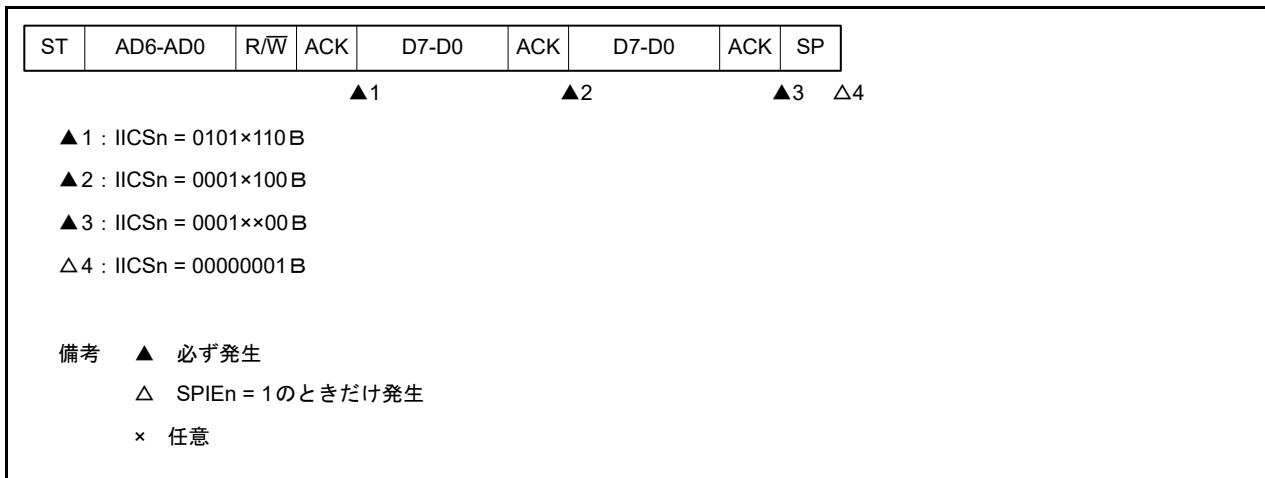 ST AD6-AD0 R/W̅ ACK D7-D0 ACK D7-D0 ACK SP
▲1 ▲2 ▲3 △4
▲1：IICSn = 0101×110B
▲2：IICSn = 0001×100B
▲3：IICSn = 0001××00B
△4：IICSn = 00000001B
備考 ▲ 必ず発生
△ SPIEn = 1のときだけ発生
× 任意